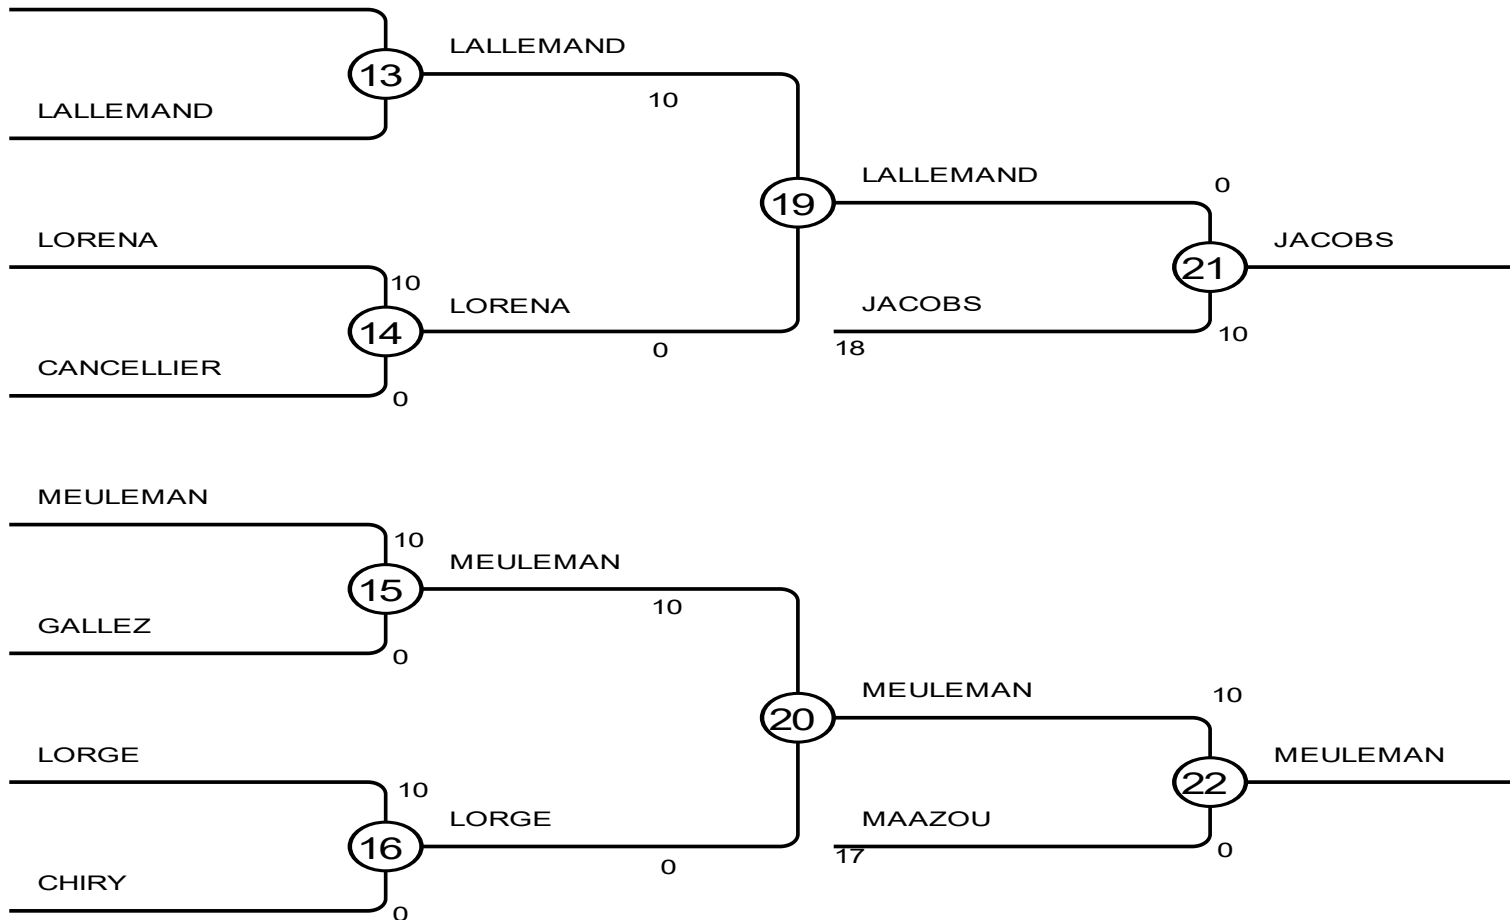 LALLEMAND
13
10
LALLEMAND
LALLEMAND
0
19
LORENA
JACOBS
21
10
LORENA
JACOBS
14
10
0
18
CANCELLIER
0
MEULEMAN
10
MEULEMAN
15
10
GALLEZ
0
MEULEMAN
10
20
LORGE
MEULEMAN
22
10
LORGE
MAAZOU
16
0
17
0
CHIRY
0